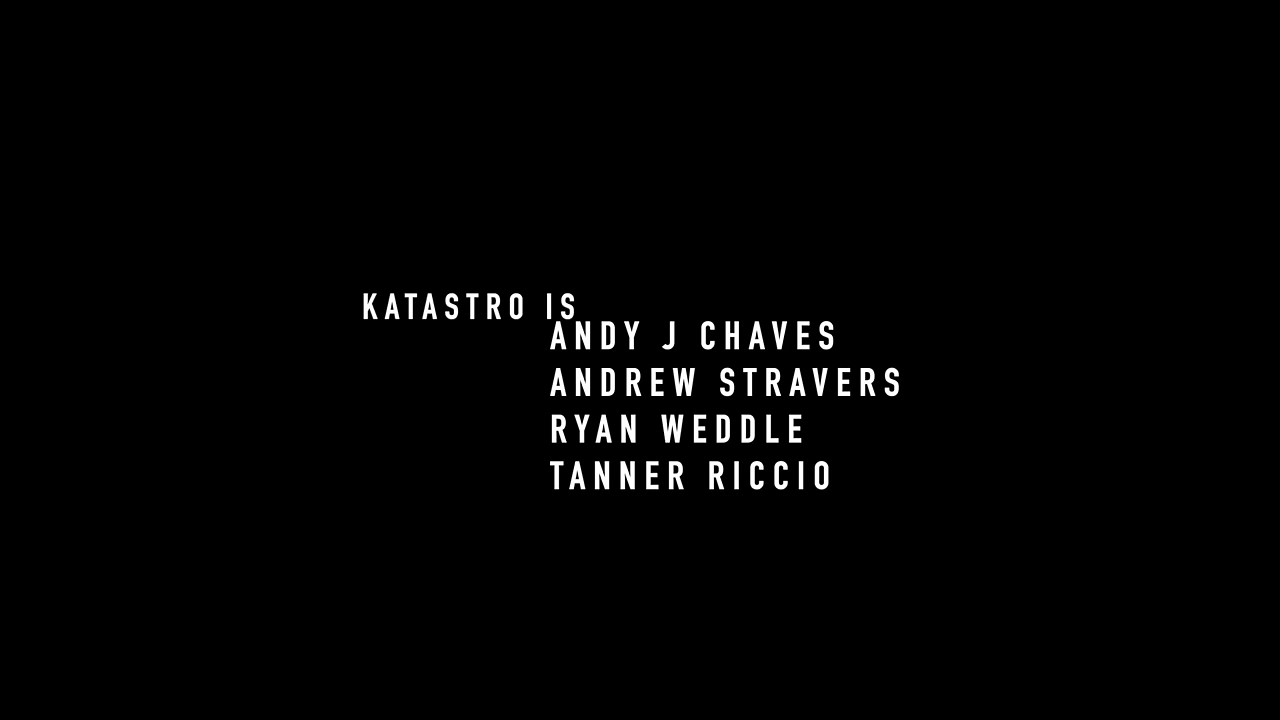 KATASTRO IS
ANDY J CHAVES
ANDREW STRAVERS
RYAN WEDDLE
TANNER RICCIO